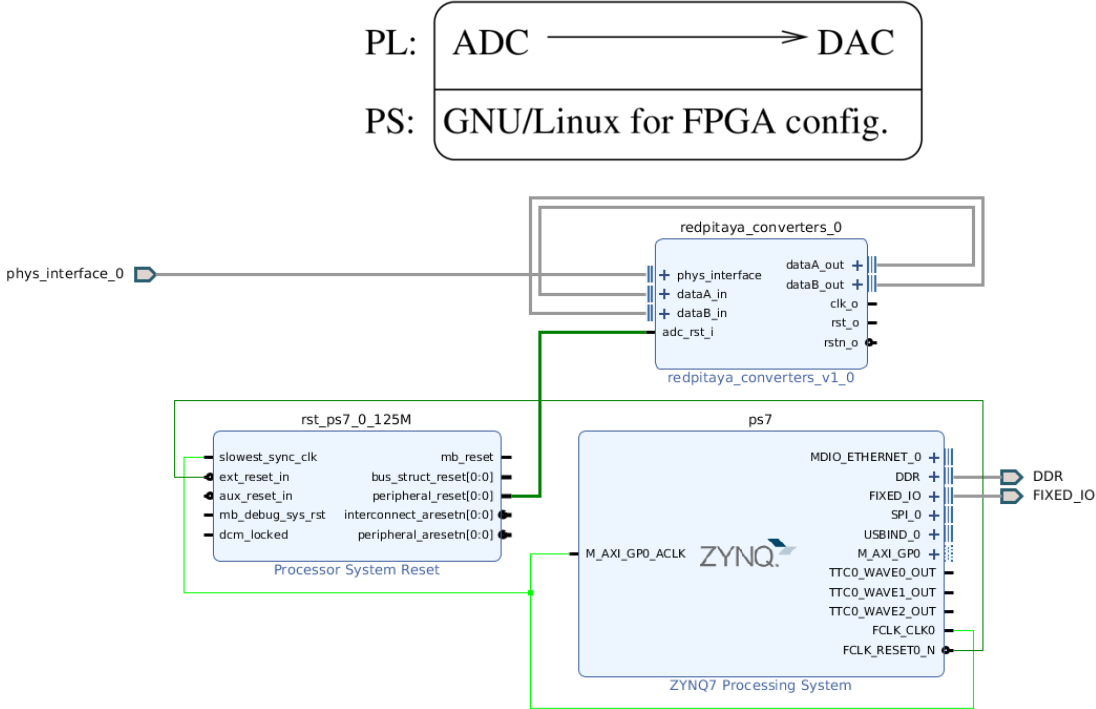 PL: ADC DAC
PS: GNU/Linux for FPGA config.
redpitaya_converters_0
phys_interface_0
phys_interface
dataA_in
dataB_in
adc_rst_i
dataA_out
dataB_out
clk_o
rst_o
rstn_o
redpitaya_converters_v1_0
rst_ps7_0_125M
slowest_sync_clk
ext_reset_in
aux_reset_in
mb_debug_sys_rst
dcm_locked
mb_reset
bus_struct_reset[0:0]
peripheral_reset[0:0]
interconnect_aresetn[0:0]
peripheral_aresetn[0:0]
Processor System Reset
ps7
M_AXI_GP0_ACLK
ZYNQ.
MDIO_ETHERNET_0
DDR
FIXED_IO
SPI_0
USBIND_0
M_AXI_GP0
TTC0_WAVE0_OUT
TTC0_WAVE1_OUT
TTC0_WAVE2_OUT
FCLK_CLK0
FCLK_RESET0_N
ZYNQ7 Processing System
DDR
FIXED_IO